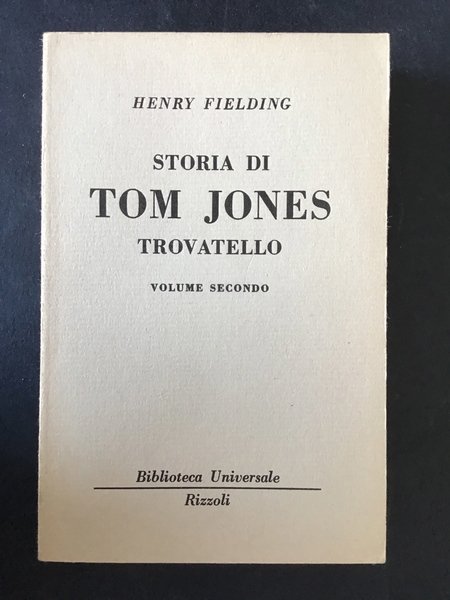 HENRY FIELDING
STORIA DI
TOM JONES
TROVATELLO
VOLUME SECONDO
Biblioteca Universale
Rizzoli